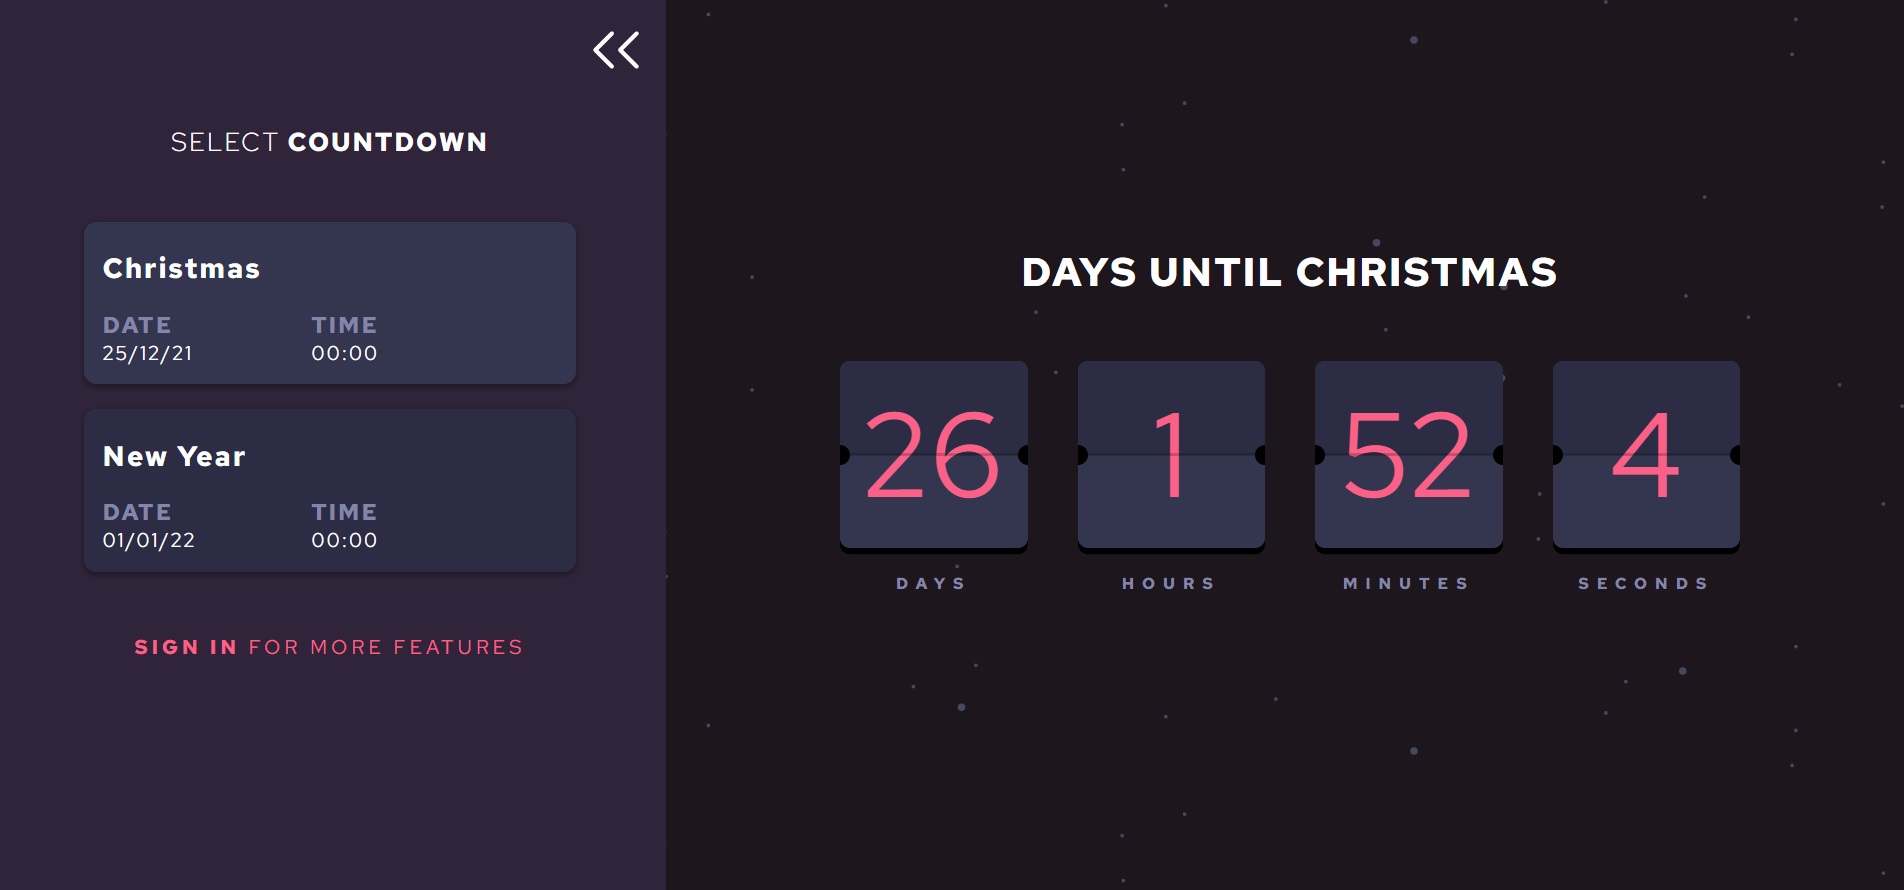 SELECT COUNTDOWN
Christmas
DATE TIME
25/12/21 00:00
New Year
DATE TIME
01/01/22 00:00
SIGN IN FOR MORE FEATURES
DAYS UNTIL CHRISTMAS
26 1 52 4
DAYS HOURS MINUTES SECONDS